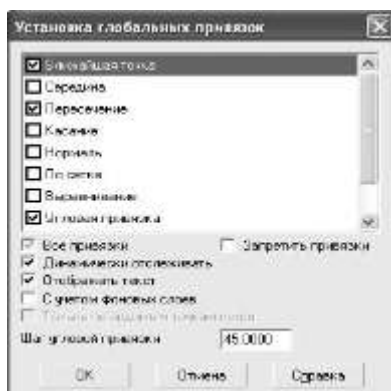 Установка глобальных привязок
Ближайшая точка
Середина
Пересечение
Касание
Нормаль
По сетке
Выравнивание
Угловая привязка
Все привязки
Запретить привязки
Динамически отслеживать
Отображать текст
С учетом фоновых слоев
Шаг угловой привязки
45.0000
OK
Отмена
Справка